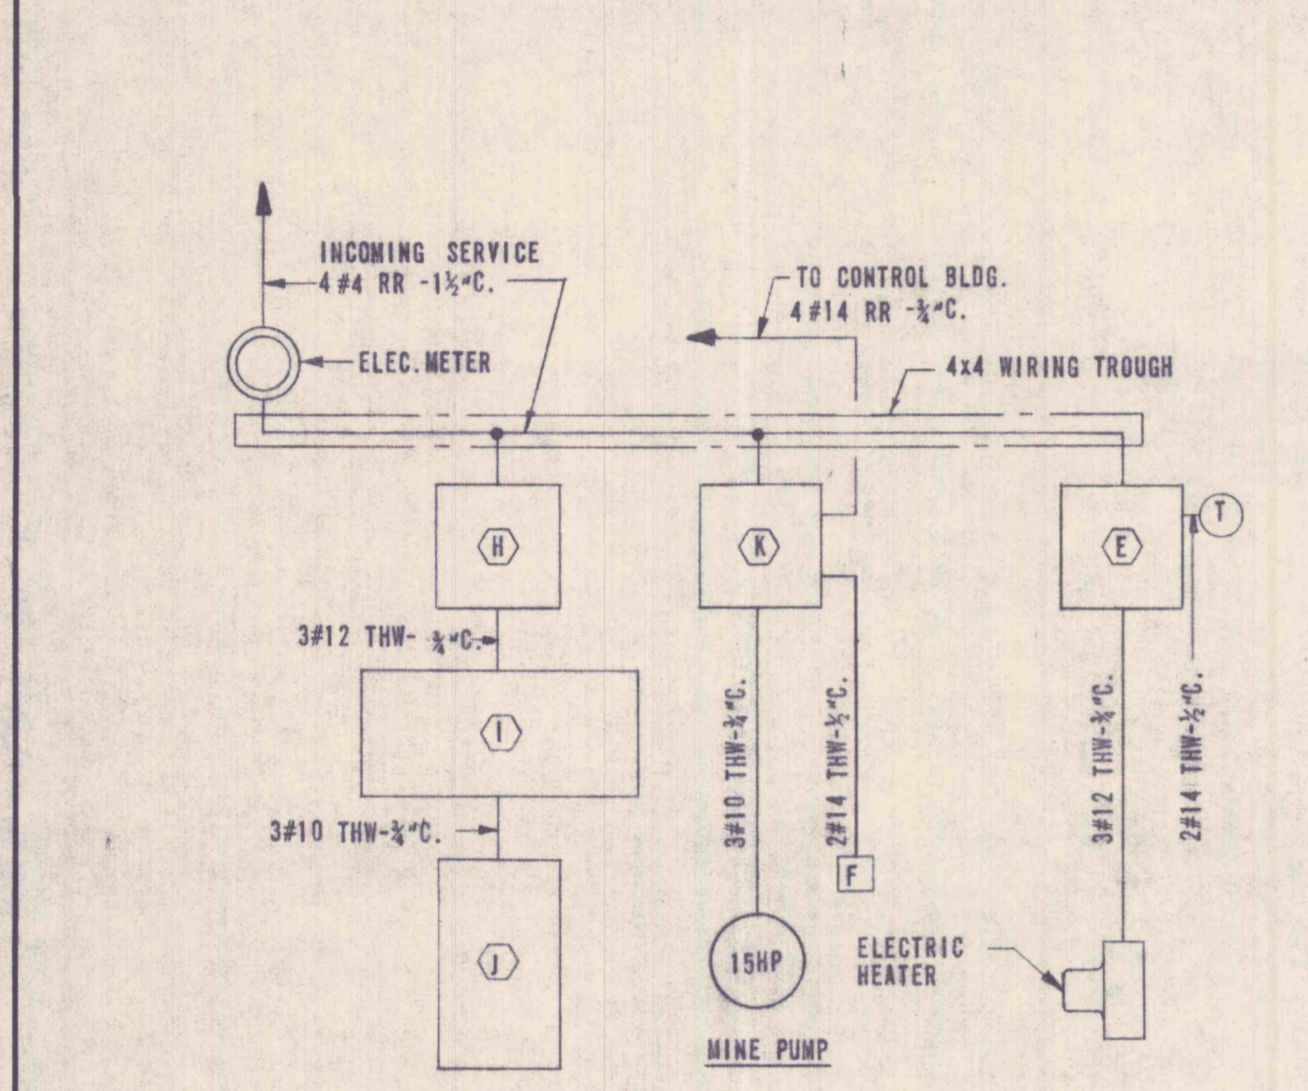 INCOMING SERVICE
4 #4 RR -1½"C.
TO CONTROL BLDG.
4 #14 RR -¾"C.
ELEC. METER
4x4 WIRING TROUGH
H
K
E
T
3#12 THW- ¾"C.
I
3#10 THW-¾"C.
J
3#10 THW-¾"C.
2#14 THW-½"C.
3#12 THW-¾"C.
2#14 THW-½"C.
F
15HP
ELECTRIC
HEATER
MINE PUMP